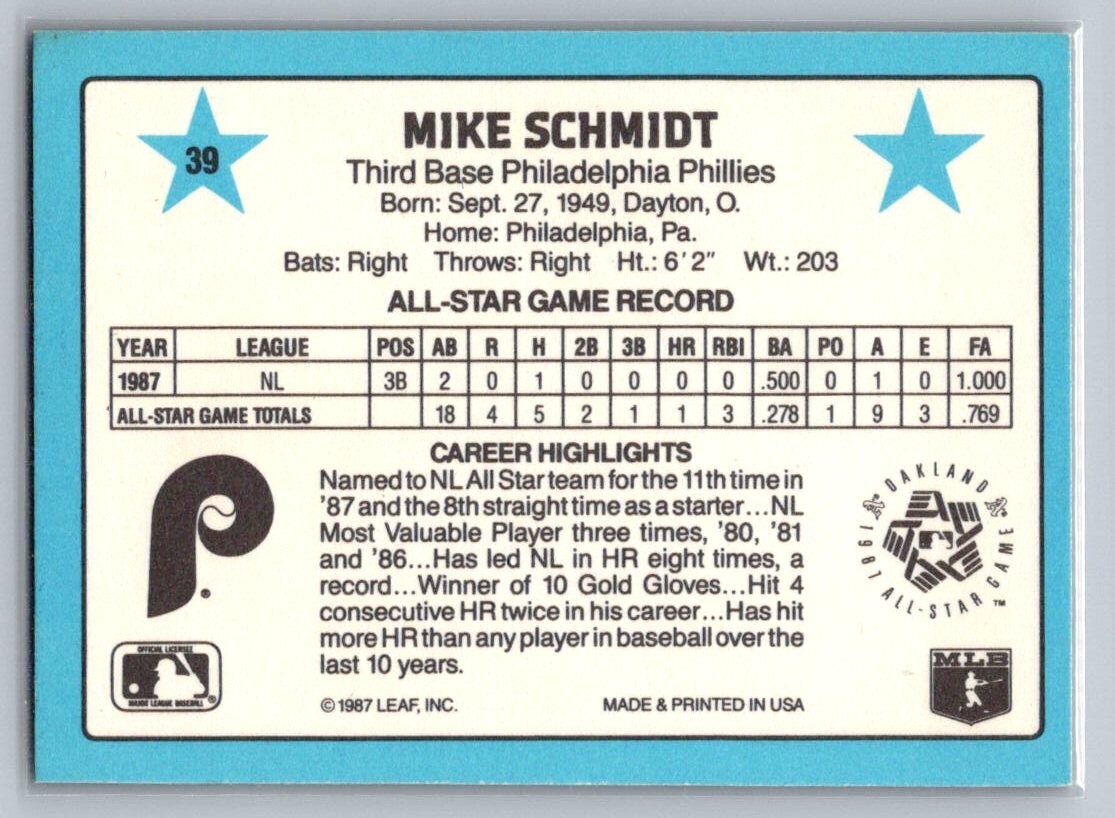 39
MIKE SCHMIDT
Third Base Philadelphia Phillies
Born: Sept. 27, 1949, Dayton, O.
Home: Philadelphia, Pa.
Bats: Right Throws: Right Ht.: 6'2" Wt.: 203
ALL-STAR GAME RECORD
YEAR LEAGUE POS AB R H 2B 3B HR RBI BA PO A E FA
1987 NL 3B 2 0 1 0 0 0 0 .500 0 1 0 1.000
ALL-STAR GAME TOTALS 18 4 5 2 1 1 3 .278 1 9 3 .769
CAREER HIGHLIGHTS
Named to NL All Star team for the 11th time in
'87 and the 8th straight time as a starter...NL
Most Valuable Player three times, '80, '81
and '86...Has led NL in HR eight times, a
record...Winner of 10 Gold Gloves...Hit 4
consecutive HR twice in his career...Has hit
more HR than any player in baseball over the
last 10 years.
P®
OAKLAND
1987 ALL-STAR GAME ™
OFFICIAL LICENSEE
MAJOR LEAGUE BASEBALL ®
©1987 LEAF, INC. MADE & PRINTED IN USA
MLB